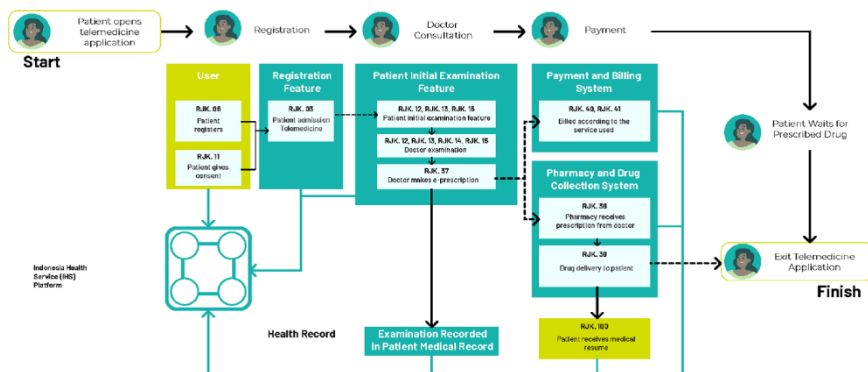 Patient opens
telemedicine
application
Start
Registration
Doctor
Consultation
Payment
User
RJK. 06
Patient
registers
RJK. 11
Patient gives
consent
Registration
Feature
RJK. 03
Patient admission
Telemedicine
Patient Initial Examination
Feature
RJK. 12, RJK. 13, RJK. 15
Patient initial examination feature
RJK. 12, RJK. 13, RJK. 14, RJK. 15
Doctor examination
RJK. 37
Doctor makes e-prescription
Payment and Billing
System
RJK. 40, RJK. 41
Billed according to the
service used
Pharmacy and Drug
Collection System
RJK. 38
Pharmacy receives
prescription from doctor
RJK. 39
Drug delivery to patient
Patient Waits for
Prescribed Drug
Exit Telemedicine
Application
Finish
Indonesia Health
Service (IHS)
Platform
Health Record
Examination Recorded
in Patient Medical Record
RJK. 100
Patient receives medical
resume